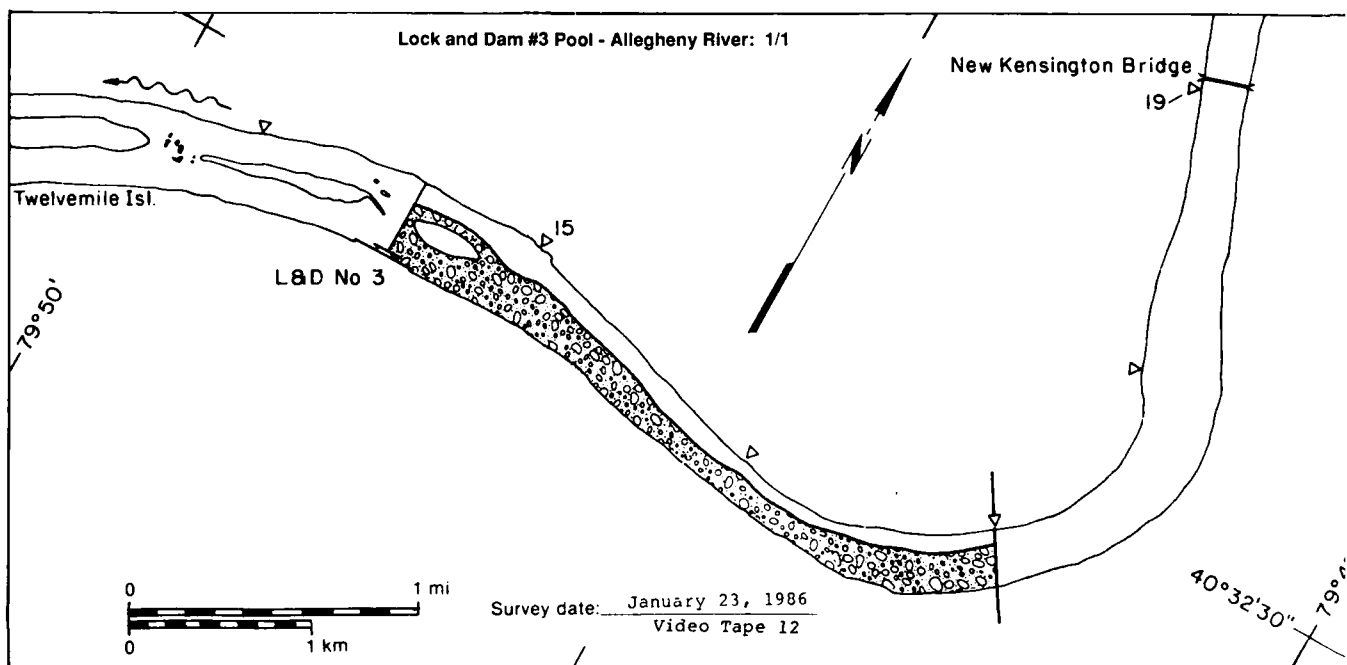 Lock and Dam #3 Pool - Allegheny River: 1/1
New Kensington Bridge
19
Twelvemile Isl.
15
L&D No 3
N
79°50'
0 1 mi
0 1 km
Survey date: January 23, 1986
Video Tape 12
40°32'30"